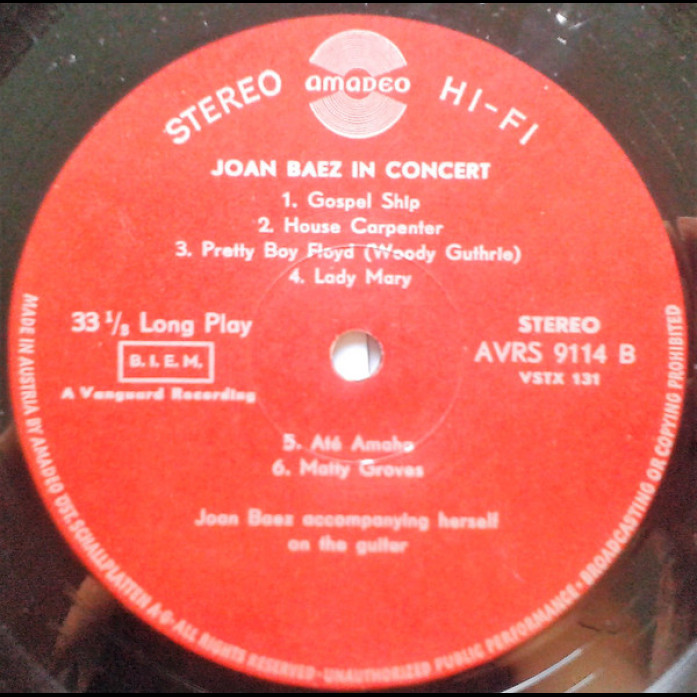 STEREO amaDEO HI-FI
JOAN BAEZ IN CONCERT
1. Gospel Ship
2. House Carpenter
3. Pretty Boy Floyd (Woody Guthrie)
4. Lady Mary
33 1/3 Long Play
B. I. E. M.
A Vanguard Recording
STEREO
AVRS 9114 B
VSTX 131
5. Até Amaha
6. Matty Groves
Joan Baez accompanying herself
on the guitar
MADE IN AUSTRIA BY AMADEO ÖST. SCHALLPLATTEN A G · ALL RIGHTS RESERVED · UNAUTHORIZED PUBLIC PERFORMANCE · BROADCASTING OR COPYING PROHIBITED